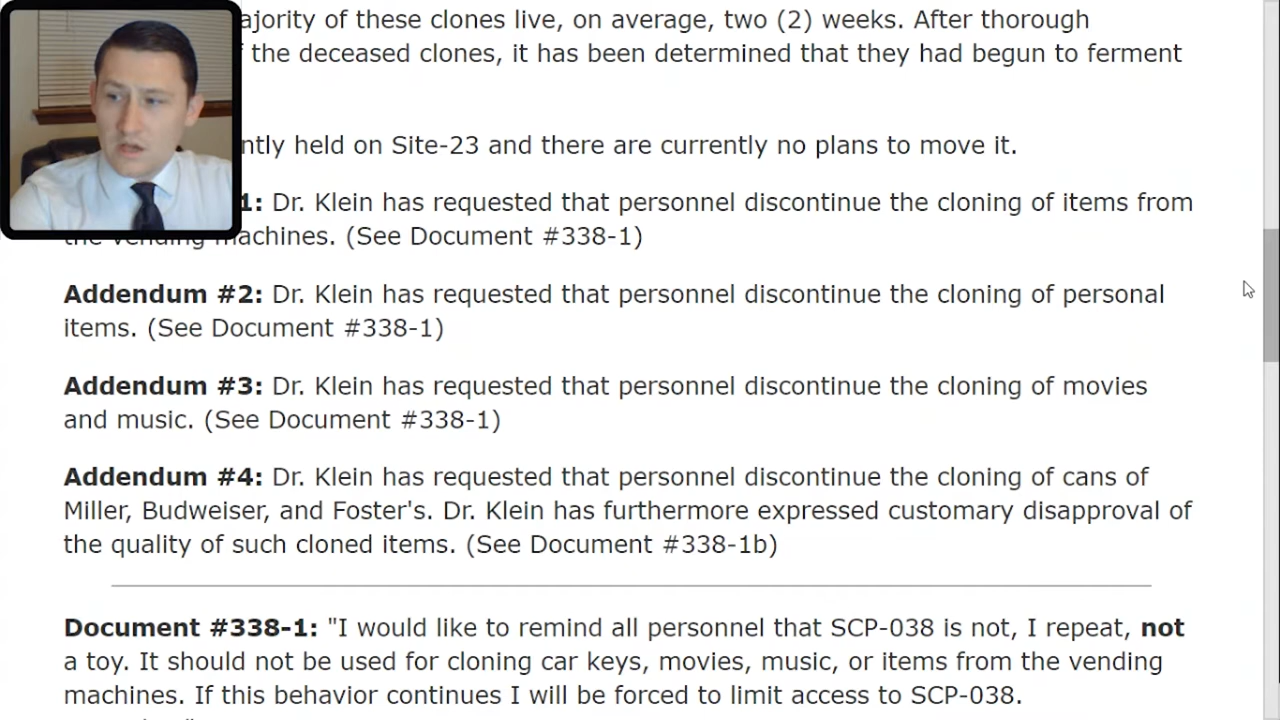 ajority of these clones live, on average, two (2) weeks. After thorough
f the deceased clones, it has been determined that they had begun to ferment
ntly held on Site-23 and there are currently no plans to move it.
1: Dr. Klein has requested that personnel discontinue the cloning of items from
the vending machines. (See Document #338-1)
Addendum #2: Dr. Klein has requested that personnel discontinue the cloning of personal
items. (See Document #338-1)
Addendum #3: Dr. Klein has requested that personnel discontinue the cloning of movies
and music. (See Document #338-1)
Addendum #4: Dr. Klein has requested that personnel discontinue the cloning of cans of
Miller, Budweiser, and Foster's. Dr. Klein has furthermore expressed customary disapproval of
the quality of such cloned items. (See Document #338-1b)
Document #338-1: "I would like to remind all personnel that SCP-038 is not, I repeat, not
a toy. It should not be used for cloning car keys, movies, music, or items from the vending
machines. If this behavior continues I will be forced to limit access to SCP-038.